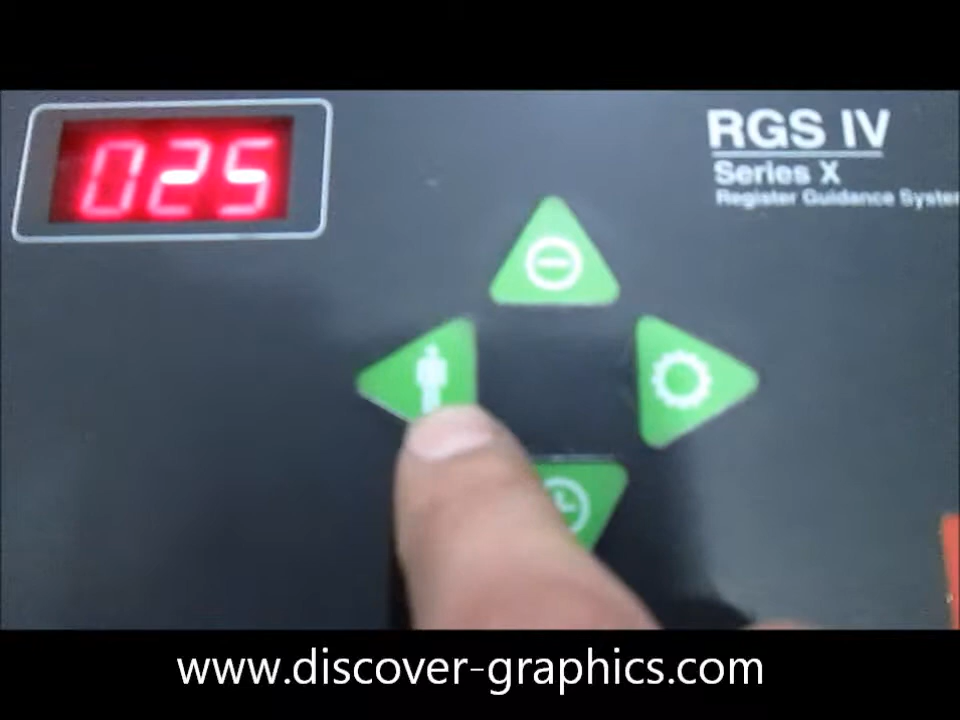 025
RGS IV
Series X
Register Guidance System
www.discover-graphics.com